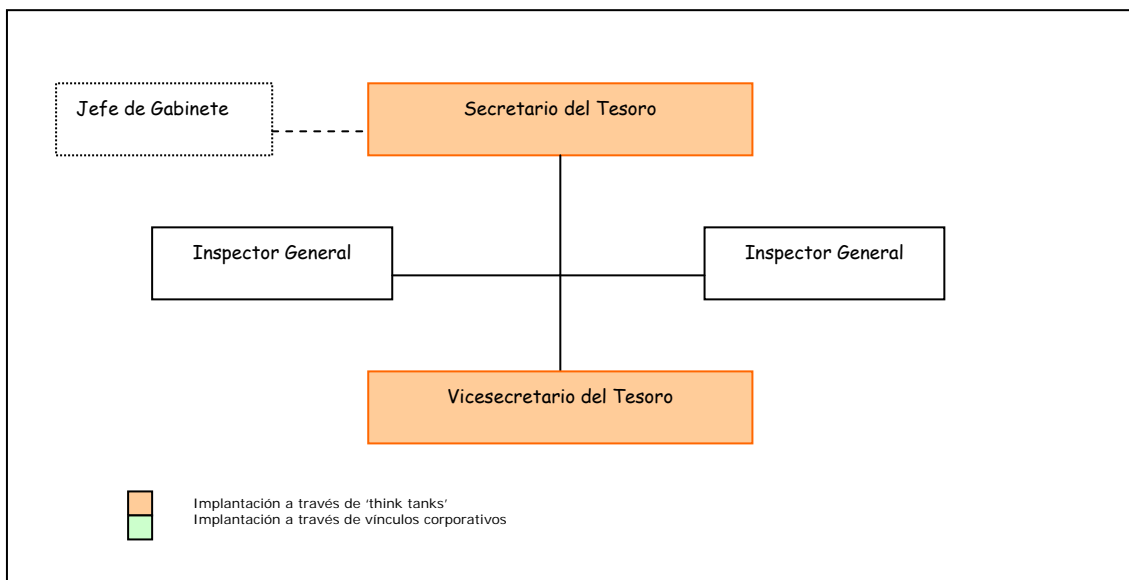 Jefe de Gabinete
Secretario del Tesoro
Inspector General
Inspector General
Vicesecretario del Tesoro
Implantación a través de ‘think tanks’
Implantación a través de vínculos corporativos